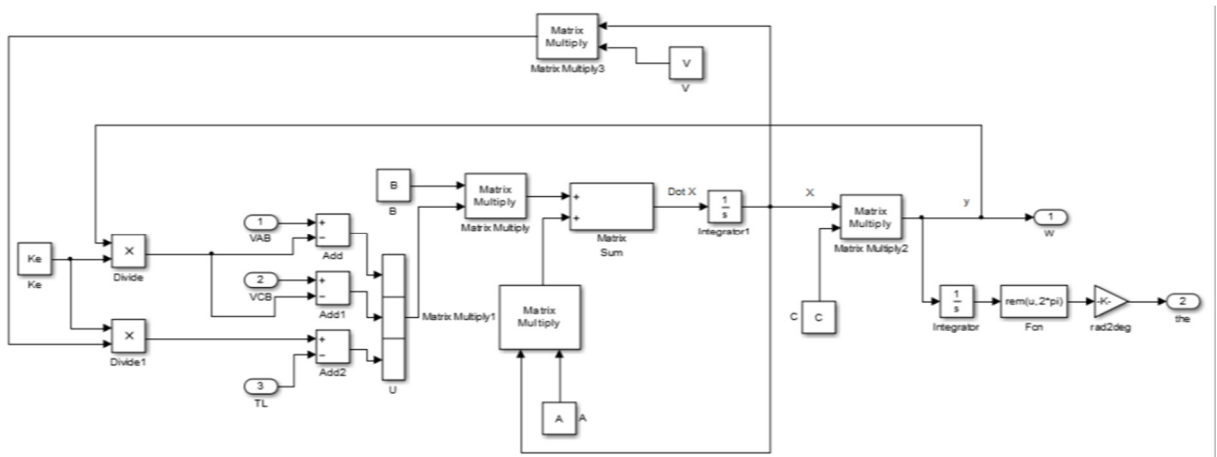 Matrix
Multiply
Matrix Multiply3
V
V
B
B
Matrix
Multiply
Matrix Multiply
+
+
Matrix
Sum
Dot X
1
s
Integrator1
X
Matrix
Multiply
Matrix Multiply2
y
1
W
1
VAB
+
−
Add
Ke
Ke
×
Divide
2
VCB
+
−
Add1
Matrix Multiply1
Matrix
Multiply
C
C
1
s
Integrator
rem(u, 2*pi)
Fcn
-K-
rad2deg
2
the
×
Divide1
+
−
Add2
3
TL
U
A
A